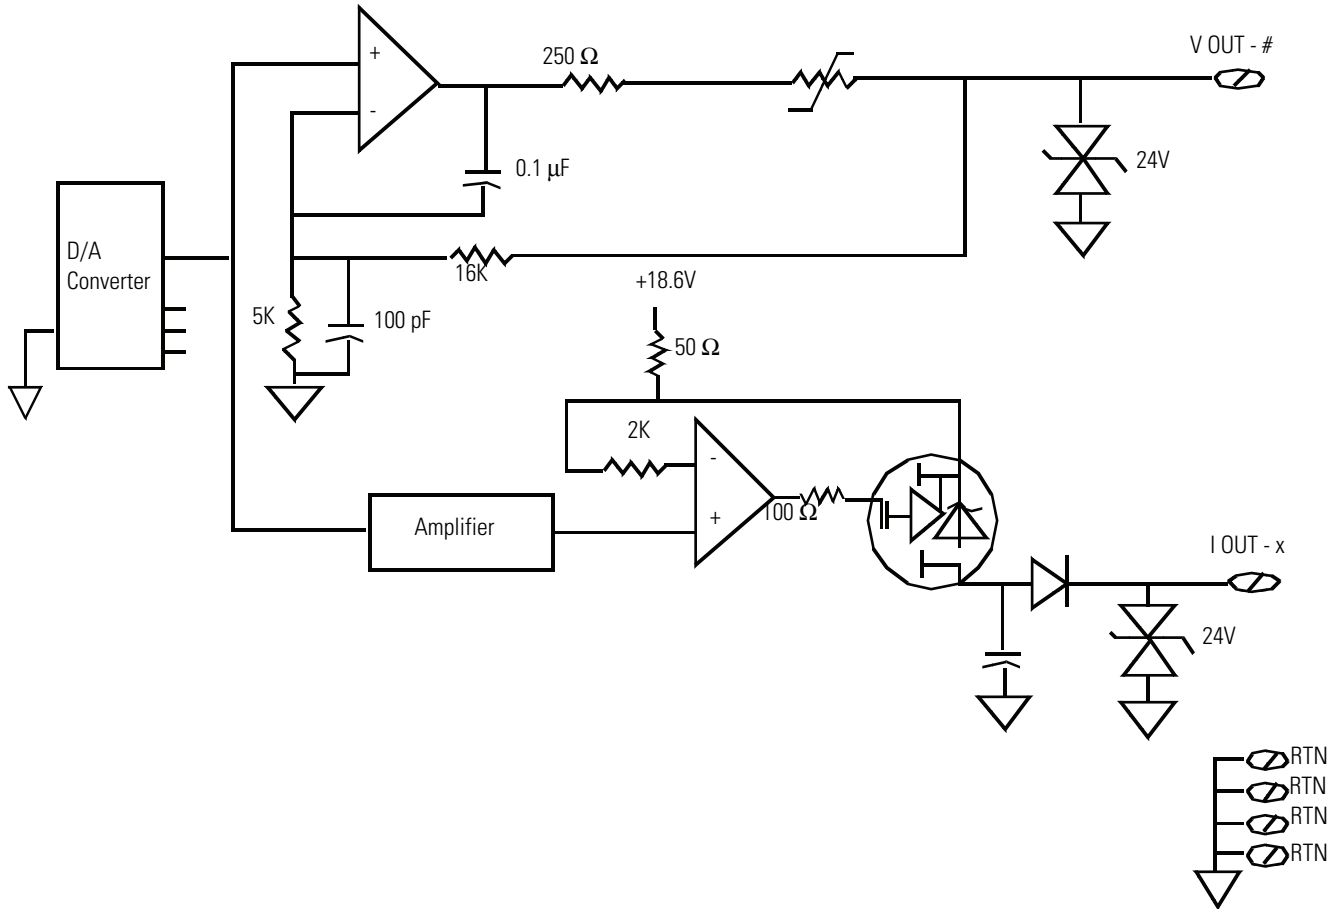 V OUT - #
250 Ω
+
-
24V
0.1 μF
D/A
Converter
16K
+18.6V
5K
100 pF
50 Ω
2K
-
+
100 Ω
Amplifier
I OUT - x
24V
RTN
RTN
RTN
RTN